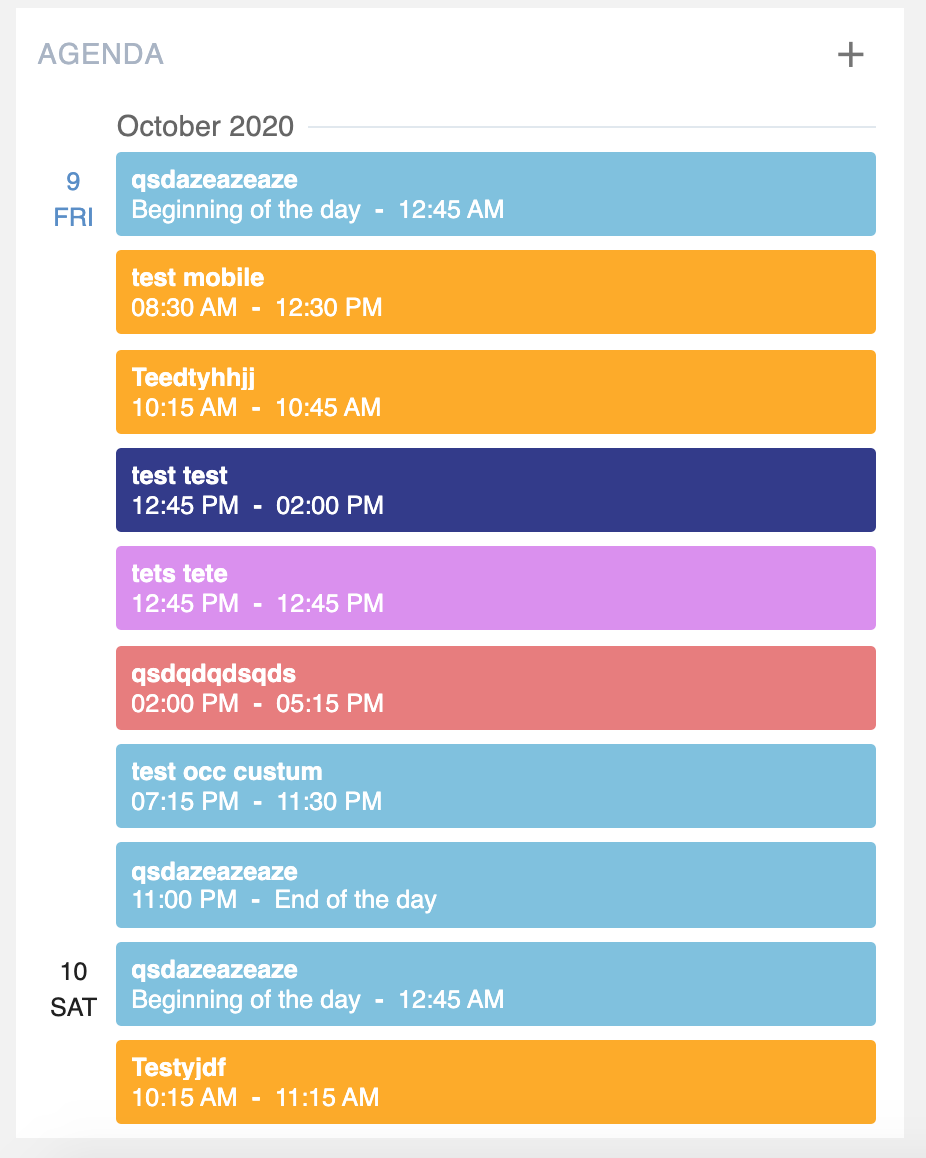 AGENDA
+
October 2020
9
FRI
qsdazeazeaze
Beginning of the day - 12:45 AM
test mobile
08:30 AM - 12:30 PM
Teedtyhhjj
10:15 AM - 10:45 AM
test test
12:45 PM - 02:00 PM
tets tete
12:45 PM - 12:45 PM
qsdqdqdsqds
02:00 PM - 05:15 PM
test occ custum
07:15 PM - 11:30 PM
qsdazeazeaze
11:00 PM - End of the day
10
SAT
qsdazeazeaze
Beginning of the day - 12:45 AM
Testyjdf
10:15 AM - 11:15 AM